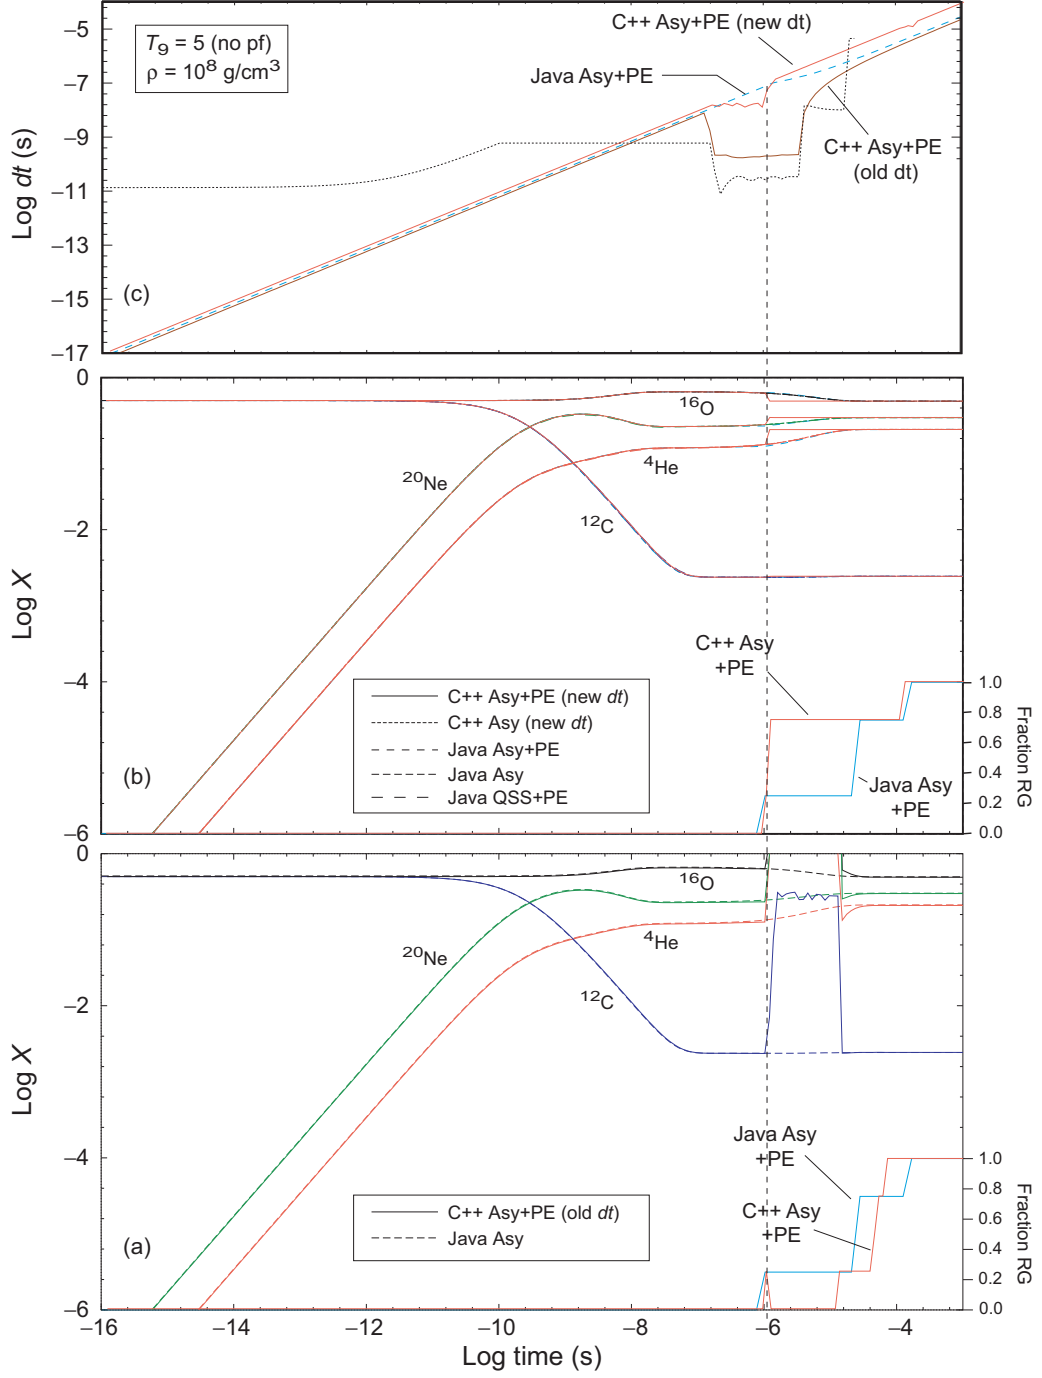 C++ Asy+PE (new dt)
T9 = 5 (no pf)
ρ = 10⁸ g/cm³
Java Asy+PE
C++ Asy+PE
(old dt)
(c)
Log dt (s)
−5
−7
−9
−11
−13
−15
−17
0
−2
−4
−6
Log X
¹⁶O
²⁰Ne
⁴He
¹²C
C++ Asy
+PE
C++ Asy+PE (new dt)
C++ Asy (new dt)
Java Asy+PE
Java Asy
Java QSS+PE
(b)
Java Asy
+PE
1.0
0.8
0.6
0.4
0.2
0.0
Fraction RG
0
−2
−4
−6
Log X
¹⁶O
²⁰Ne
⁴He
¹²C
Java Asy
+PE
C++ Asy
+PE
C++ Asy+PE (old dt)
Java Asy
(a)
1.0
0.8
0.6
0.4
0.2
0.0
Fraction RG
−16
−14
−12
−10
−8
−6
−4
Log time (s)